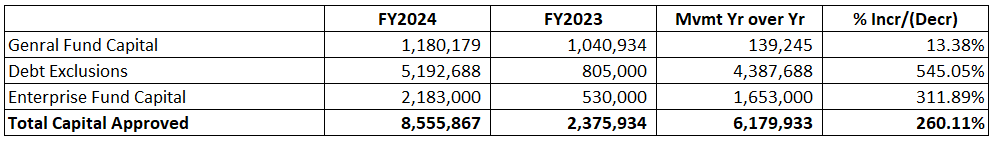 FY2024 FY2023 Mvmt Yr over Yr % Incr/(Decr)
Genral Fund Capital 1,180,179 1,040,934 139,245 13.38%
Debt Exclusions 5,192,688 805,000 4,387,688 545.05%
Enterprise Fund Capital 2,183,000 530,000 1,653,000 311.89%
Total Capital Approved 8,555,867 2,375,934 6,179,933 260.11%